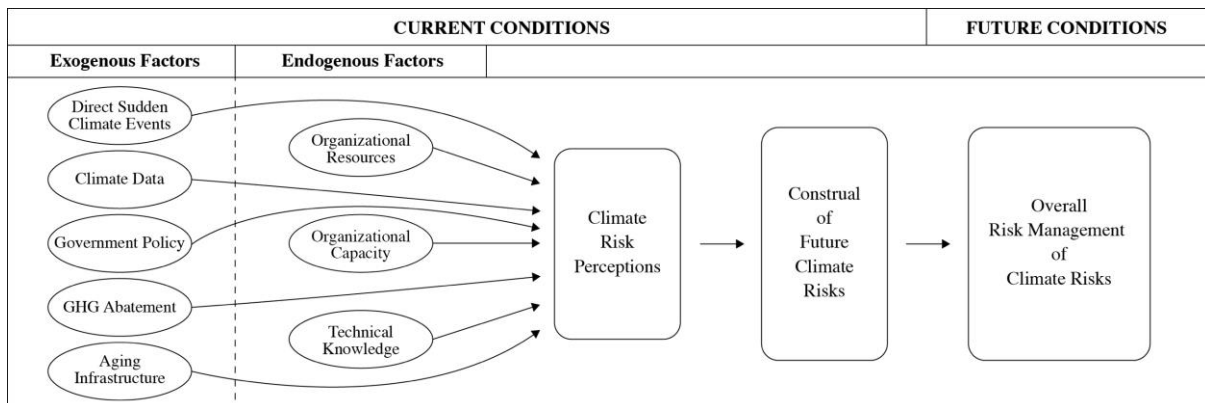 CURRENT CONDITIONS
FUTURE CONDITIONS
Exogenous Factors
Endogenous Factors
Direct Sudden
Climate Events
Climate Data
Government Policy
GHG Abatement
Aging
Infrastructure
Organizational
Resources
Organizational
Capacity
Technical
Knowledge
Climate
Risk
Perceptions
Construal
of
Future
Climate
Risks
Overall
Risk Management
of
Climate Risks